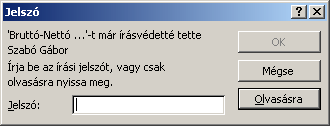 Jelszó
'Bruttó-Nettó ...'-t már írásvédetté tette
Szabó Gábor
Írja be az írási jelszót, vagy csak
olvasásra nyissa meg.
Jelszó:
OK
Mégse
Olvasásra